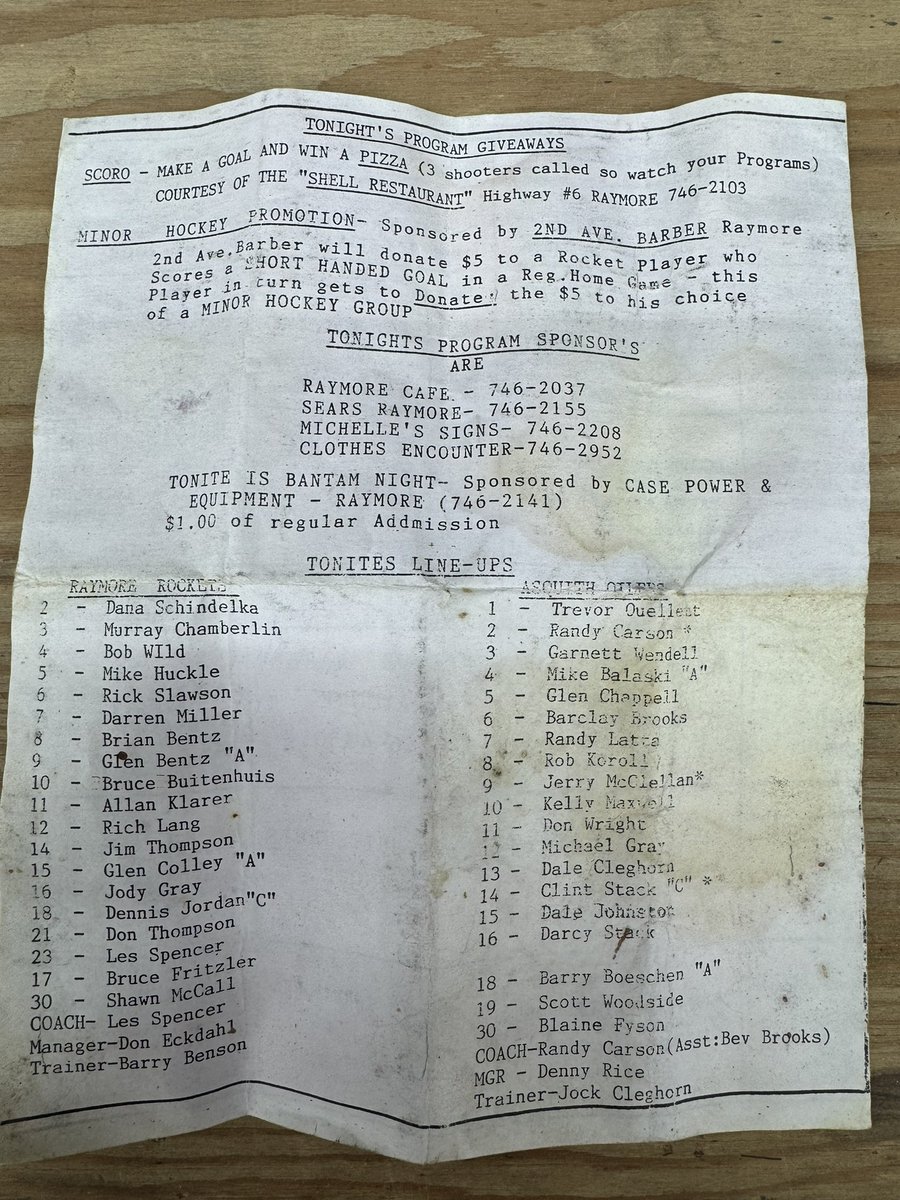 TONIGHT'S PROGRAM GIVEAWAYS
SCORO - MAKE A GOAL AND WIN A PIZZA (3 shooters called so watch your Programs)
COURTESY OF THE "SHELL RESTAURANT" Highway #6 RAYMORE 746-2103
MINOR HOCKEY PROMOTION- Sponsored by 2ND AVE. BARBER Raymore
2nd Ave.Barber will donate $5 to a Rocket Player who
Scores a SHORT HANDED GOAL in a Reg.Home Game - this
Player in turn gets to Donate the $5 to his choice
of a MINOR HOCKEY GROUP
TONIGHTS PROGRAM SPONSOR'S
ARE
RAYMORE CAFE - 746-2037
SEARS RAYMORE- 746-2155
MICHELLE'S SIGNS- 746-2208
CLOTHES ENCOUNTER-746-2952
TONITE IS BANTAM NIGHT- Sponsored by CASE POWER &
EQUIPMENT - RAYMORE (746-2141)
$1.00 of regular Addmission
TONITES LINE-UPS
RAYMORE ROCKETS
2 - Dana Schindelka
3 - Murray Chamberlin
4 - Bob WIld
5 - Mike Huckle
6 - Rick Slawson
7 - Darren Miller
8 - Brian Bentz
9 - Glen Bentz "A"
10 - Bruce Buitenhuis
11 - Allan Klarer
12 - Rich Lang
14 - Jim Thompson
15 - Glen Colley "A"
16 - Jody Gray
18 - Dennis Jordan"C"
21 - Don Thompson
23 - Les Spencer
17 - Bruce Fritzler
30 - Shawn McCall
COACH- Les Spencer
Manager-Don Eckdahl
Trainer-Barry Benson
ASQUITH OILERS
1 - Trevor Ouellett
2 - Randy Carson *
3 - Garnett Wendell
4 - Mike Balaski "A"
5 - Glen Chappell
6 - Barclay Brooks
7 - Randy Latta
8 - Rob Koroll
9 - Jerry McClellan*
10 - Kelly Maxwell
11 - Don Wright
12 - Michael Gray
13 - Dale Cleghorn
14 - Clint Stack "C" *
15 - Dale Johnston
16 - Darcy Stack
18 - Barry Boeschen "A"
19 - Scott Woodside
30 - Blaine Fyson
COACH-Randy Carson(Asst:Bev Brooks)
MGR - Denny Rice
Trainer-Jock Cleghorn